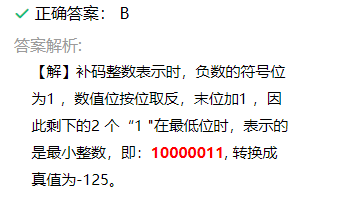 正确答案： B
答案解析:
【解】补码整数表示时，负数的符号位
为1 ，数值位按位取反，末位加1 ，因
此剩下的2 个“1 "在最低位时，表示的
是最小整数，即：10000011, 转换成
真值为-125。